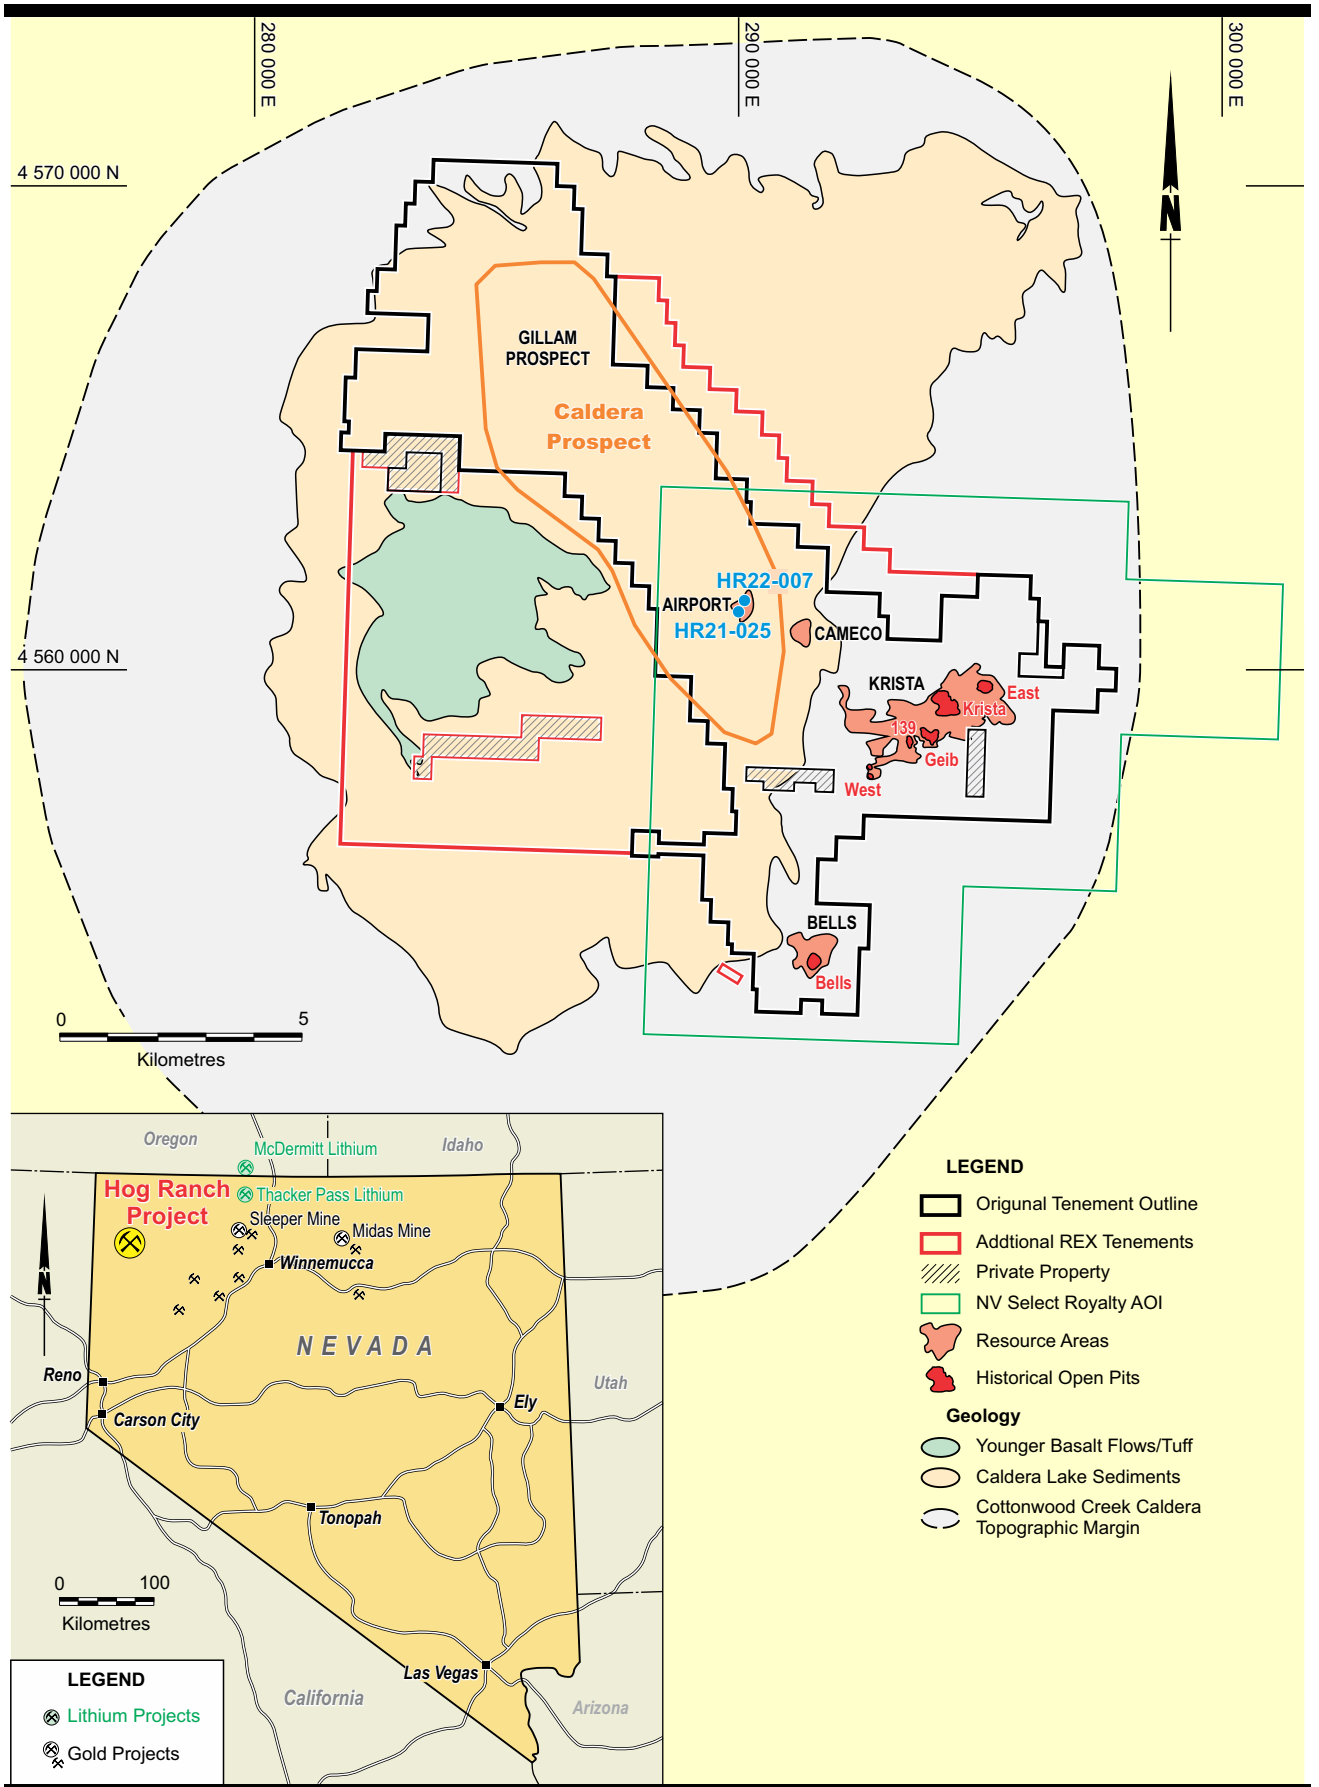 280 000 E
290 000 E
300 000 E
4 570 000 N
N
GILLAM
PROSPECT
Caldera
Prospect
HR22-007
AIRPORT
HR21-025
CAMECO
4 560 000 N
KRISTA
East
Krista
139
Geib
West
BELLS
Bells
0 5
Kilometres
Oregon
Idaho
McDermitt Lithium
Hog Ranch
Project
Thacker Pass Lithium
Sleeper Mine
Midas Mine
N
Winnemucca
NEVADA
Reno
Utah
Carson City
Ely
Tonopah
0 100
Kilometres
Las Vegas
California
Arizona
LEGEND
Lithium Projects
Gold Projects
LEGEND
Origunal Tenement Outline
Addtional REX Tenements
Private Property
NV Select Royalty AOI
Resource Areas
Historical Open Pits
Geology
Younger Basalt Flows/Tuff
Caldera Lake Sediments
Cottonwood Creek Caldera
Topographic Margin